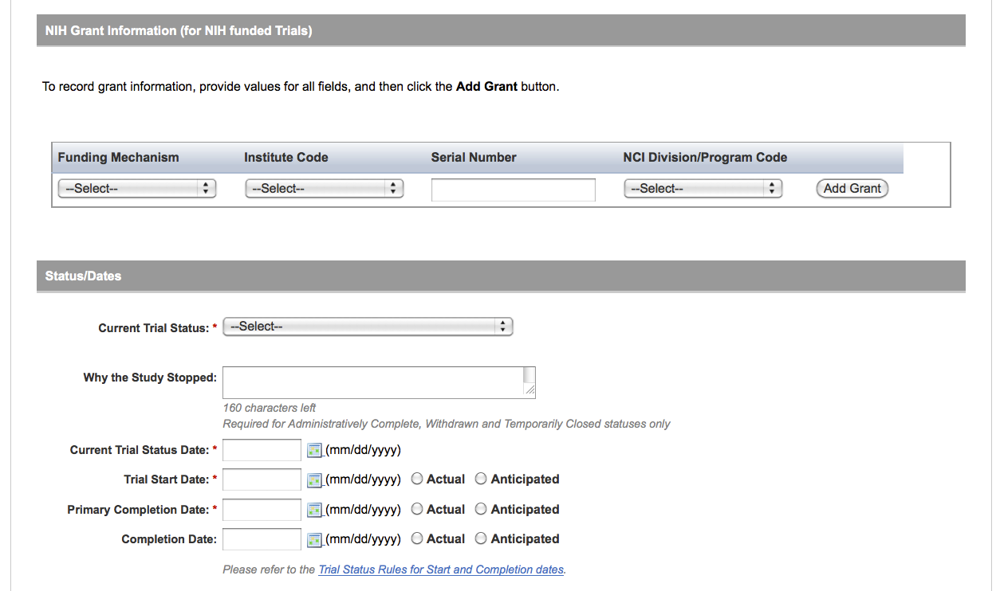 NIH Grant Information (for NIH funded Trials)
To record grant information, provide values for all fields, and then click the Add Grant button.
Funding Mechanism Institute Code Serial Number NCI Division/Program Code
--Select-- --Select-- --Select-- Add Grant
Status/Dates
Current Trial Status: * --Select--
Why the Study Stopped:
160 characters left
Required for Administratively Complete, Withdrawn and Temporarily Closed statuses only
Current Trial Status Date: * (mm/dd/yyyy)
Trial Start Date: * (mm/dd/yyyy) Actual Anticipated
Primary Completion Date: * (mm/dd/yyyy) Actual Anticipated
Completion Date: (mm/dd/yyyy) Actual Anticipated
Please refer to the Trial Status Rules for Start and Completion dates.